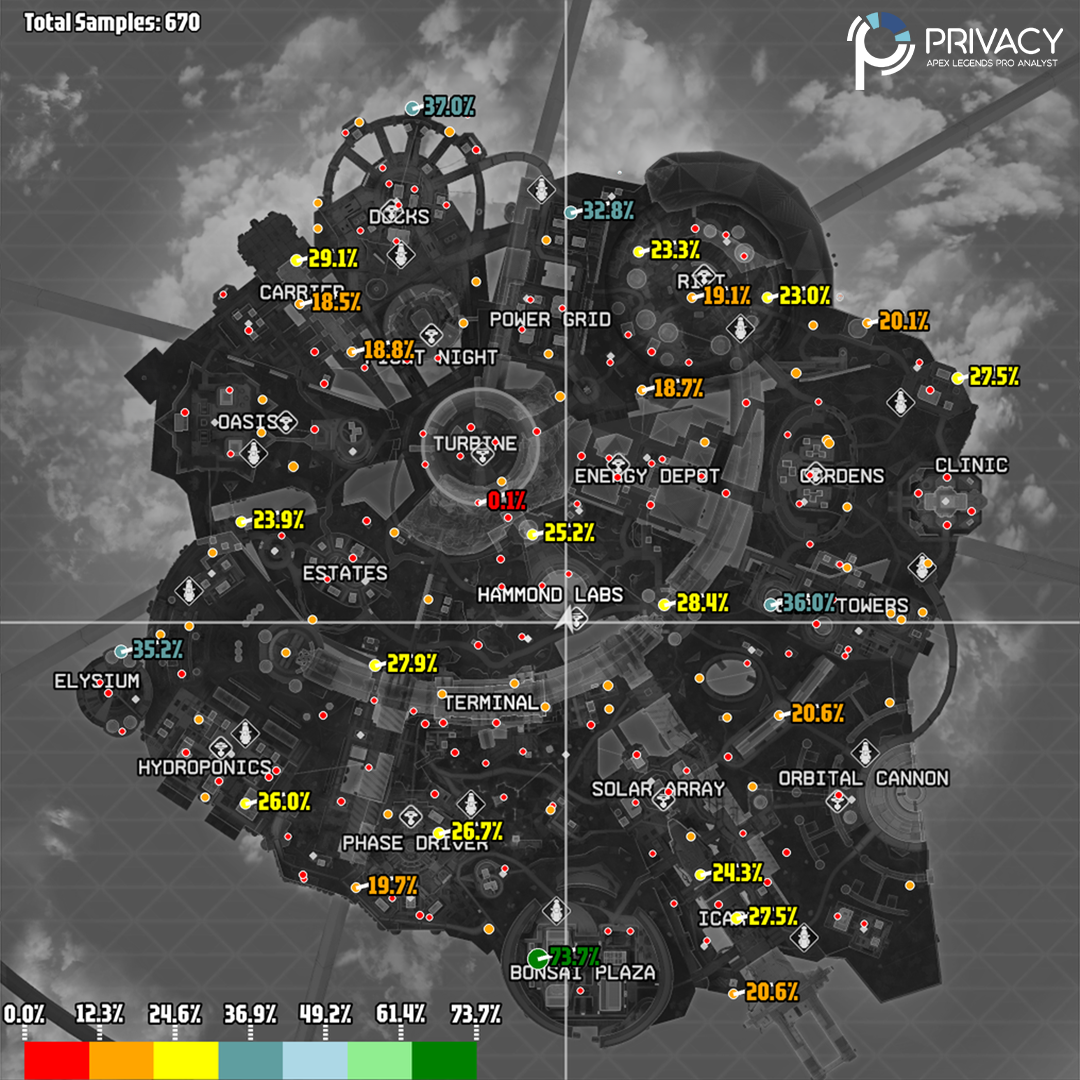 Total Samples: 670
PRIVACY
APEX LEGENDS PRO ANALYST
37.0%
DOCKS
32.8%
23.3%
29.1%
RIFT
CARRIER
18.5%
19.1%
23.0%
POWER GRID
20.1%
18.8%
FIGHT NIGHT
27.5%
18.7%
OASIS
TURBINE
ENERGY DEPOT
GARDENS
CLINIC
0.1%
23.9%
25.2%
ESTATES
HAMMOND LABS
28.4%
36.0%
TOWERS
35.2%
27.9%
ELYSIUM
TERMINAL
20.6%
HYDROPONICS
ORBITAL CANNON
SOLAR ARRAY
26.0%
26.7%
PHASE DRIVER
24.3%
19.7%
ICAR
27.5%
73.7%
BONSAI PLAZA
20.6%
0.0% 12.3% 24.6% 36.9% 49.2% 61.4% 73.7%